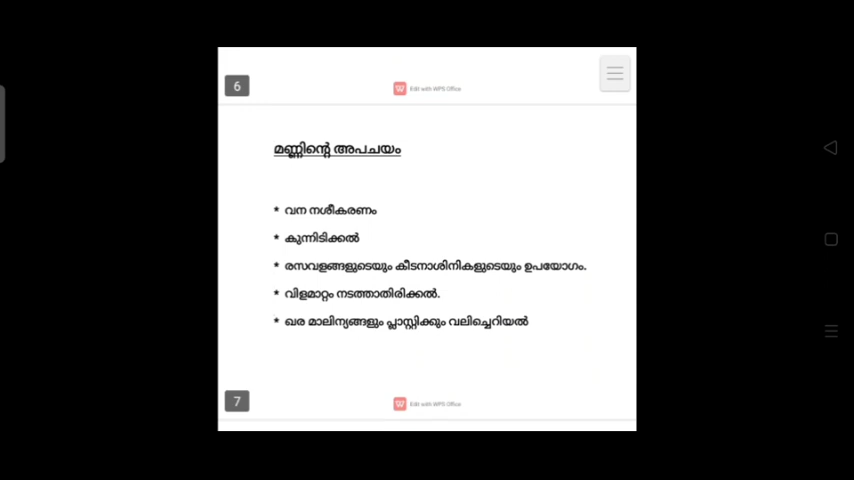 6
Edit with WPS Office
മണ്ണിന്റെ അപചയം
* വന നശീകരണം
* കുന്നിടിക്കൽ
* രസവളങ്ങളുടെയും കീടനാശിനികളുടെയും ഉപയോഗം.
* വിളമാറ്റം നടത്താതിരിക്കൽ.
* ഖര മാലിന്യങ്ങളും പ്ലാസ്റ്റിക്കും വലിച്ചെറിയൽ
7
Edit with WPS Office